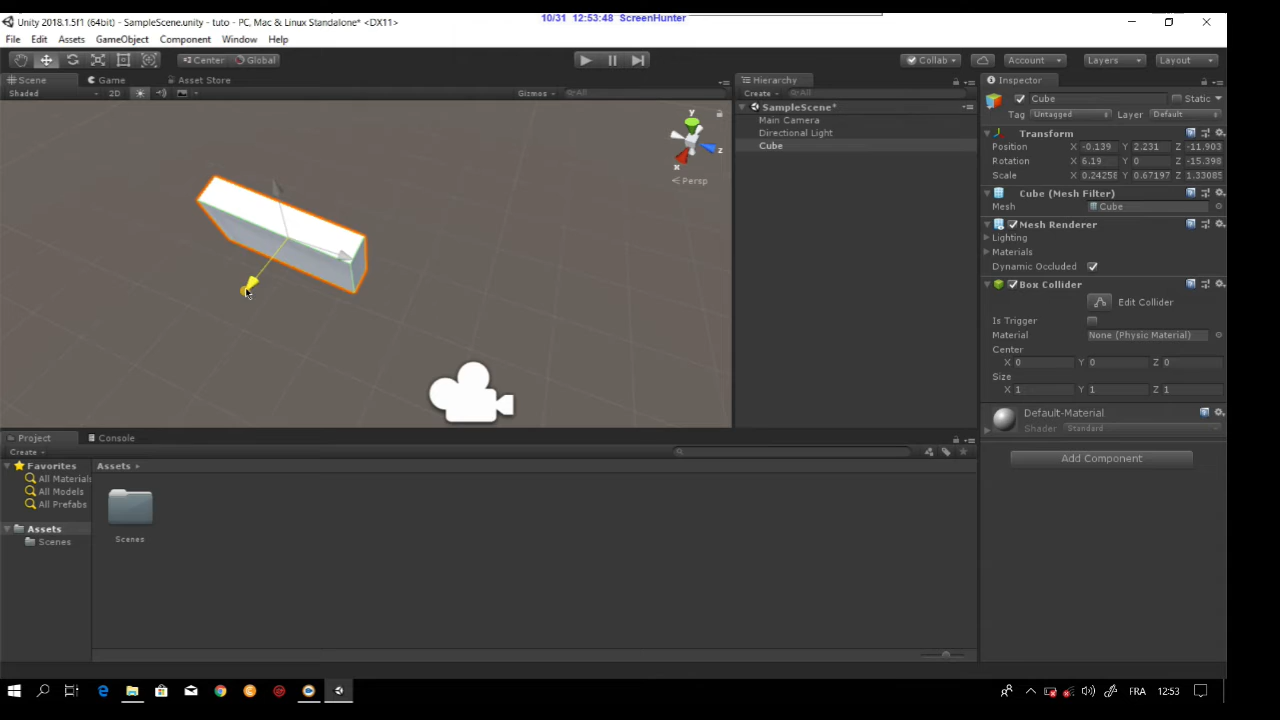 10/31 12:53:48 ScreenHunter
Unity 2018.1.5f1 (64bit) - SampleScene.unity - tuto - PC, Mac & Linux Standalone* <DX11>
File Edit Assets GameObject Component Window Help
Center Global
Collab Account Layers Layout
Scene Game Asset Store
Shaded 2D Gizmos All
y
z
x
Persp
Hierarchy
Create All
SampleScene*
Main Camera
Directional Light
Cube
Inspector
Cube Static
Tag Untagged Layer Default
Transform
Position X -0.139 Y 2.231 Z -11.903
Rotation X 6.19 Y 0 Z -15.398
Scale X 0.24258 Y 0.67197 Z 1.33085
Cube (Mesh Filter)
Mesh Cube
Mesh Renderer
Lighting
Materials
Dynamic Occluded
Box Collider
Edit Collider
Is Trigger
Material None (Physic Material)
Center
X 0 Y 0 Z 0
Size
X 1 Y 1 Z 1
Default-Material
Shader Standard
Add Component
Project Console
Create
Favorites
All Materials
All Models
All Prefabs
Assets
Scenes
Assets
Scenes
FRA 12:53